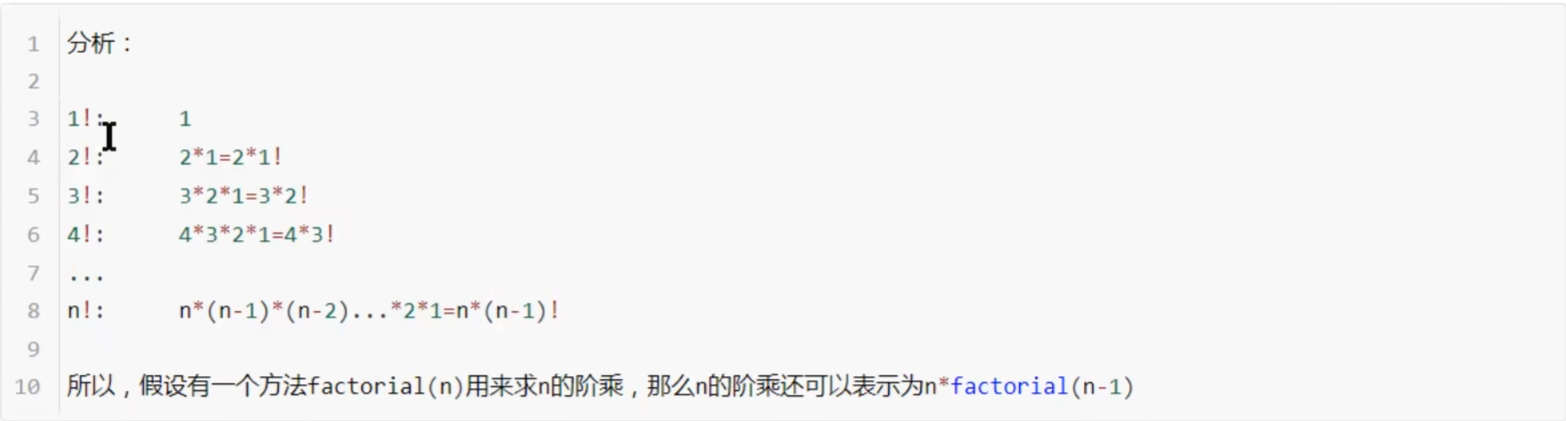 1 分析：
2
3 1!: 1
4 2!: 2*1=2*1!
5 3!: 3*2*1=3*2!
6 4!: 4*3*2*1=4*3!
7 ...
8 n!: n*(n-1)*(n-2)...*2*1=n*(n-1)!
9
10 所以，假设有一个方法factorial(n)用来求n的阶乘，那么n的阶乘还可以表示为n*factorial(n-1)